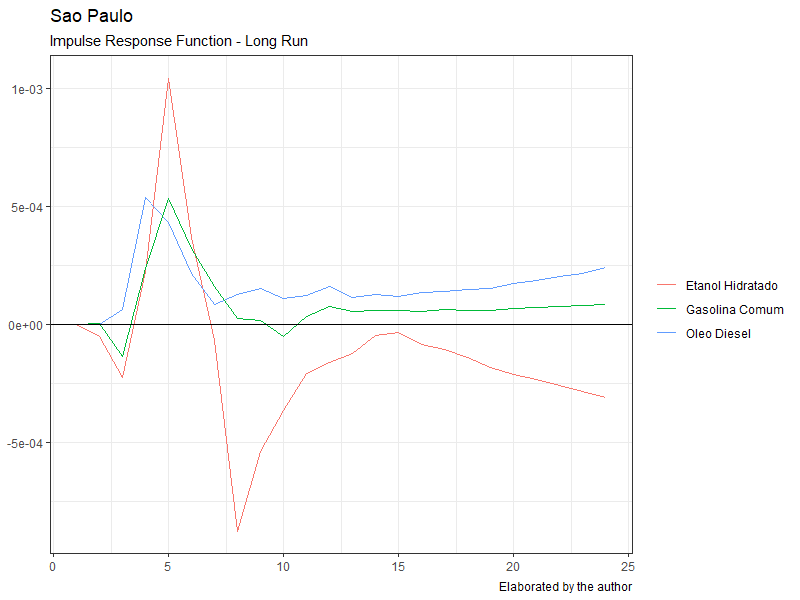 Sao Paulo
Impulse Response Function - Long Run
1e-03
5e-04
0e+00
-5e-04
0 5 10 15 20 25
Etanol Hidratado
Gasolina Comum
Oleo Diesel
Elaborated by the author